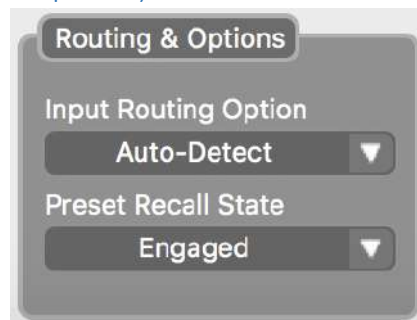 Routing & Options
Input Routing Option
Auto-Detect
Preset Recall State
Engaged